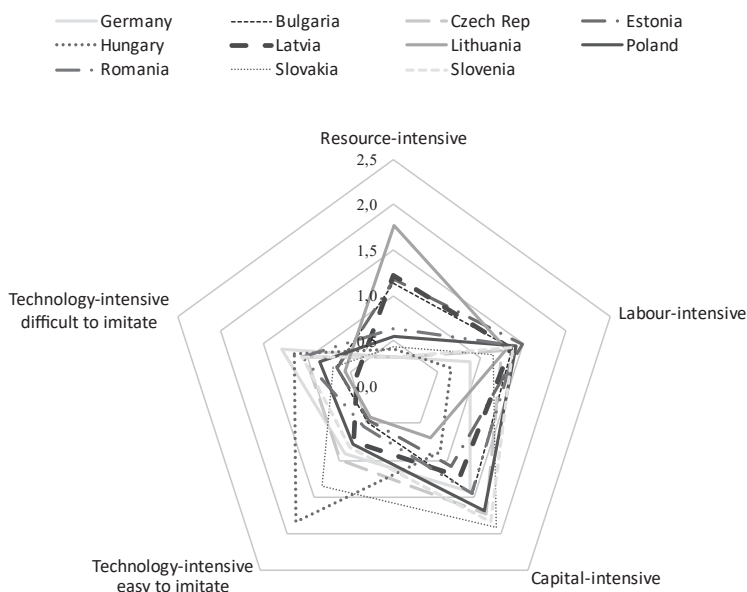 Germany Bulgaria Czech Rep Estonia
Hungary Latvia Lithuania Poland
Romania Slovakia Slovenia
Resource-intensive
2,5
2,0
1,5
1,0
0,5
0,0
Labour-intensive
Capital-intensive
Technology-intensive
easy to imitate
Technology-intensive
difficult to imitate